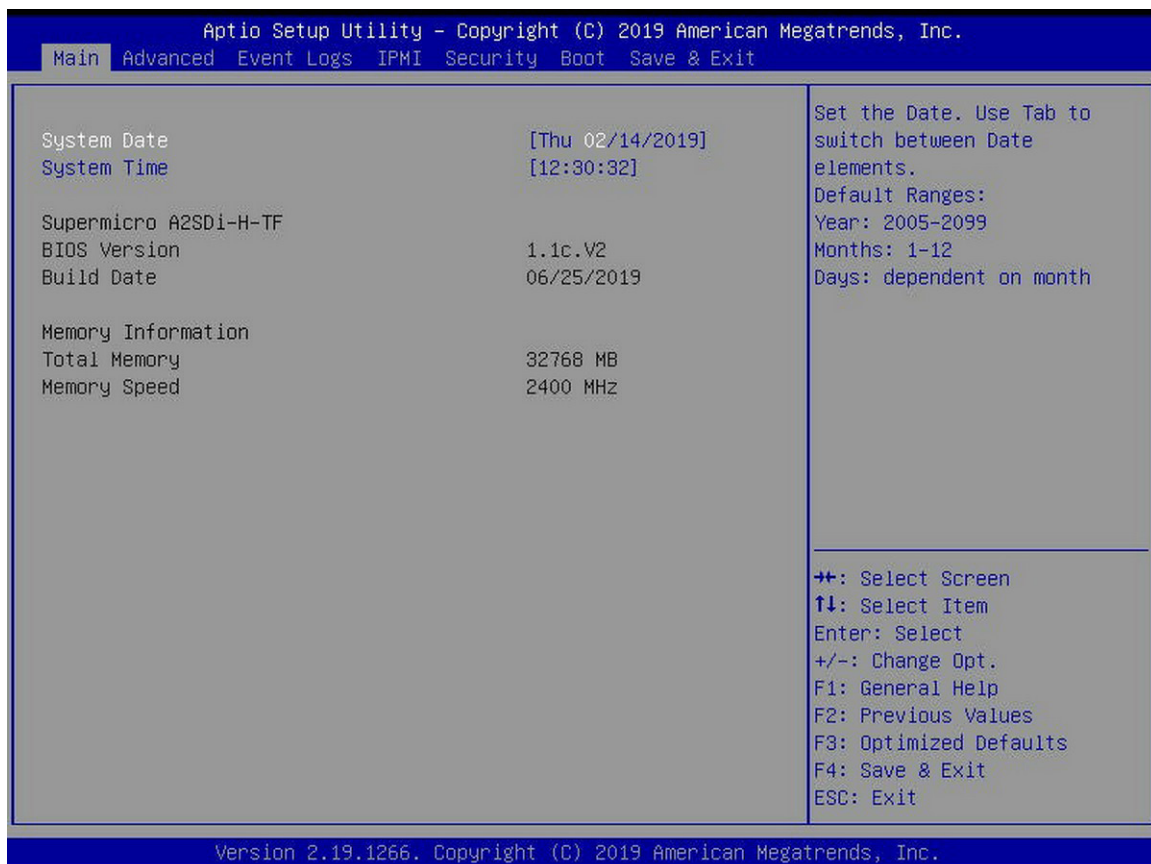 Aptio Setup Utility – Copyright (C) 2019 American Megatrends, Inc.
Main Advanced Event Logs IPMI Security Boot Save & Exit
System Date [Thu 02/14/2019]
System Time [12:30:32]
Supermicro A2SDi-H-TF
BIOS Version 1.1c.V2
Build Date 06/25/2019
Memory Information
Total Memory 32768 MB
Memory Speed 2400 MHz
Set the Date. Use Tab to
switch between Date
elements.
Default Ranges:
Year: 2005-2099
Months: 1-12
Days: dependent on month
→←: Select Screen
↑↓: Select Item
Enter: Select
+/-: Change Opt.
F1: General Help
F2: Previous Values
F3: Optimized Defaults
F4: Save & Exit
ESC: Exit
Version 2.19.1266. Copyright (C) 2019 American Megatrends, Inc.